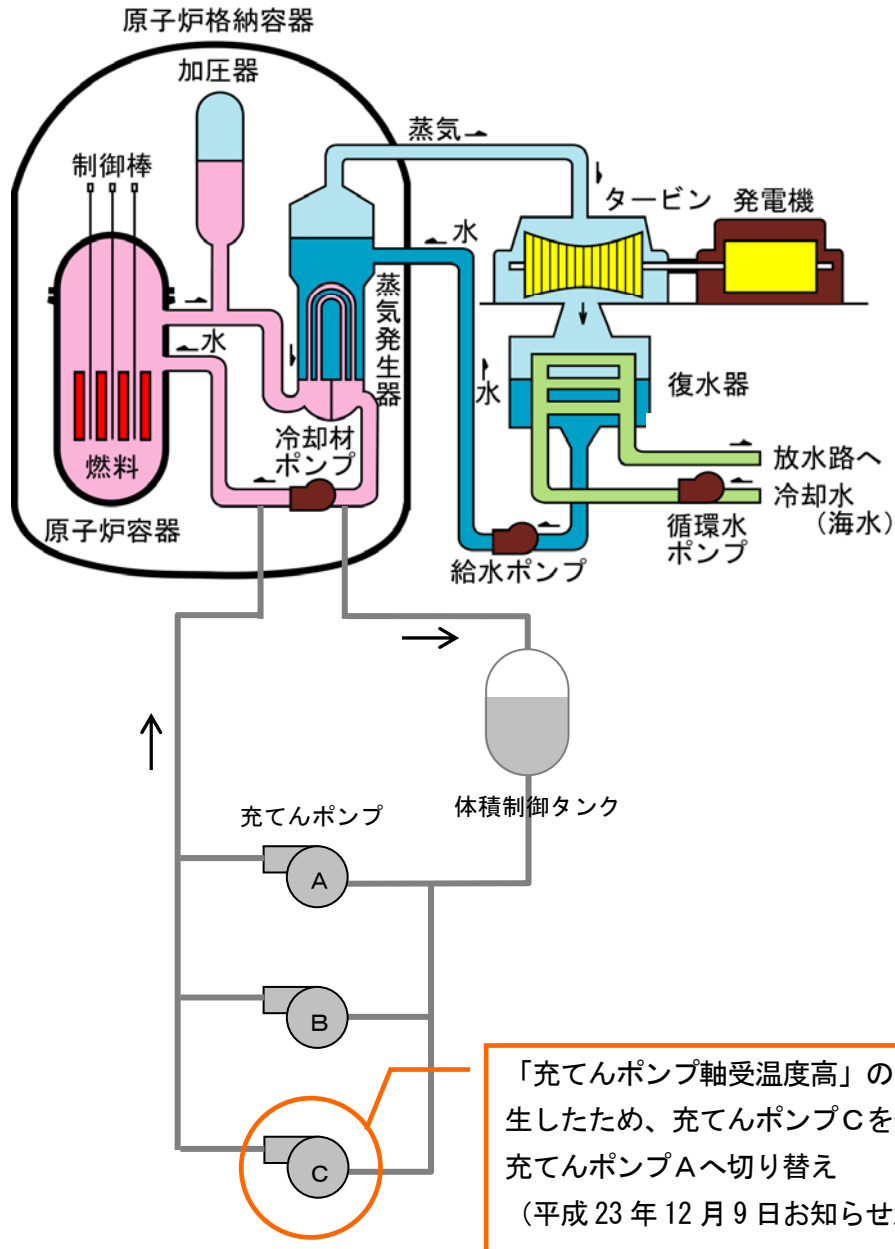 原子炉格納容器
加圧器
制御棒
蒸気
タービン
発電機
水
水
蒸気発生器
水
復水器
冷却材
ポンプ
燃料
原子炉容器
放水路へ
冷却水
(海水)
循環水
ポンプ
給水ポンプ
体積制御タンク
充てんポンプ
A
B
C
「充てんポンプ軸受温度高」の
生したため、充てんポンプCを
充てんポンプAへ切り替え
(平成23年12月9日お知らせ